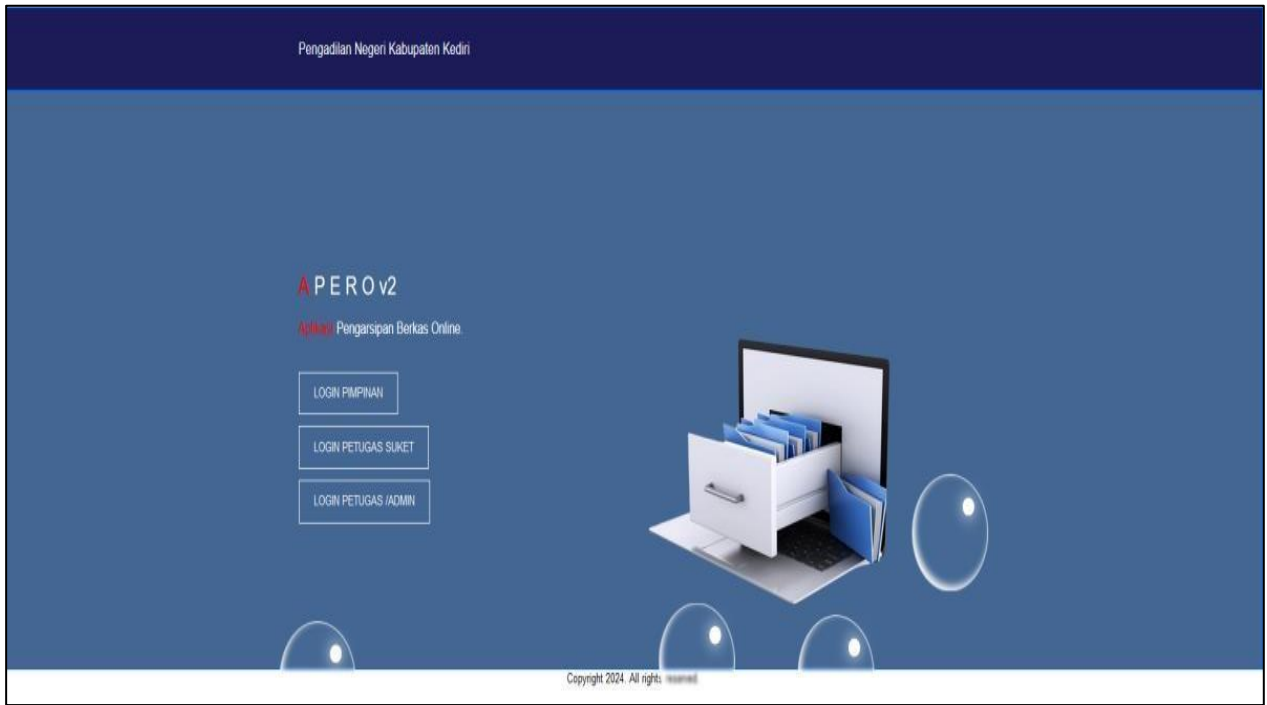 Pengadilan Negeri Kabupaten Kediri
A P E R O v2
Aplikasi Pengarsipan Berkas Online.
LOGIN PIMPINAN
LOGIN PETUGAS SUKET
LOGIN PETUGAS /ADMIN
Copyright 2024. All rights